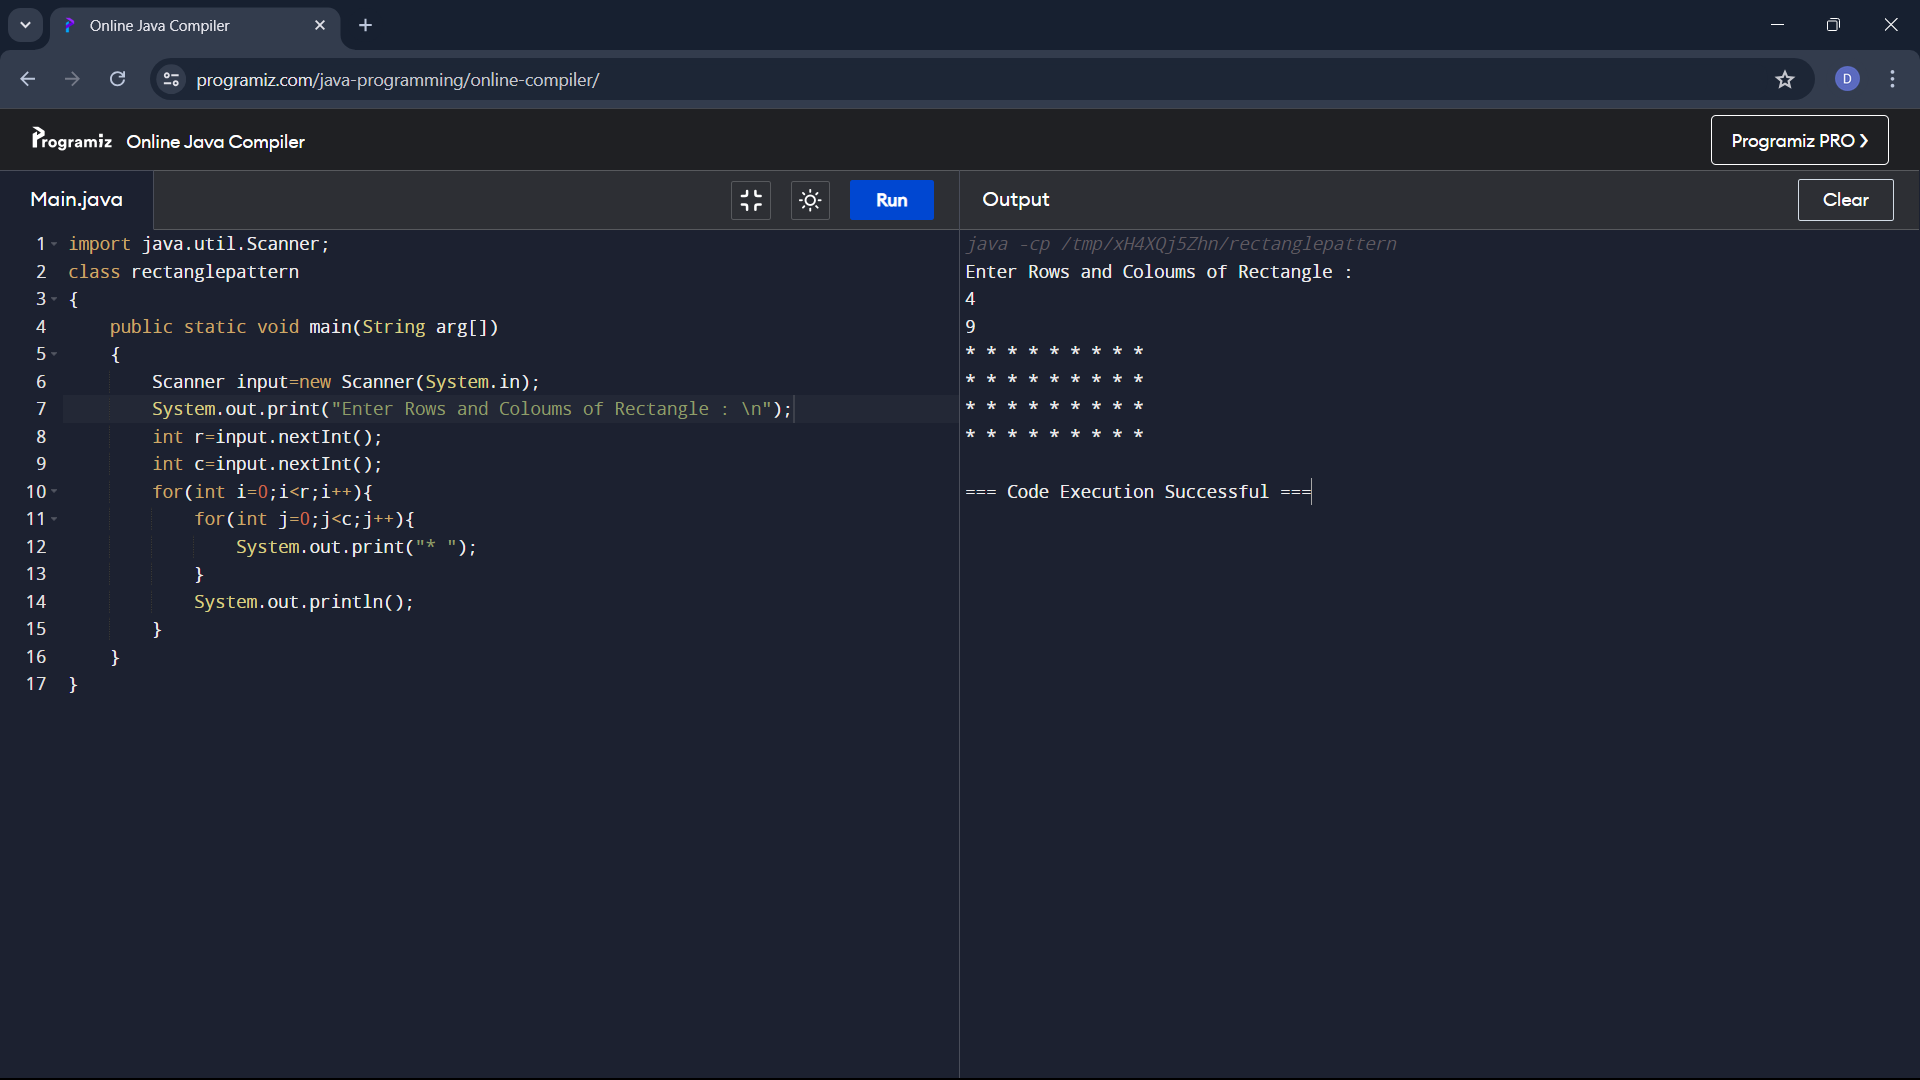 Online Java Compiler
programiz.com/java-programming/online-compiler/
D
Programiz Online Java Compiler
Programiz PRO ❯
Main.java
Run
Output
Clear
1 import java.util.Scanner;
2 class rectanglepattern
3 {
4     public static void main(String arg[])
5     {
6         Scanner input=new Scanner(System.in);
7         System.out.print("Enter Rows and Coloums of Rectangle : \n");
8         int r=input.nextInt();
9         int c=input.nextInt();
10         for(int i=0;i<r;i++){
11             for(int j=0;j<c;j++){
12                 System.out.print("* ");
13             }
14             System.out.println();
15         }
16     }
17 }
java -cp /tmp/xH4XQj5Zhn/rectanglepattern
Enter Rows and Coloums of Rectangle :
4
9
* * * * * * * * *
* * * * * * * * *
* * * * * * * * *
* * * * * * * * *
=== Code Execution Successful ===